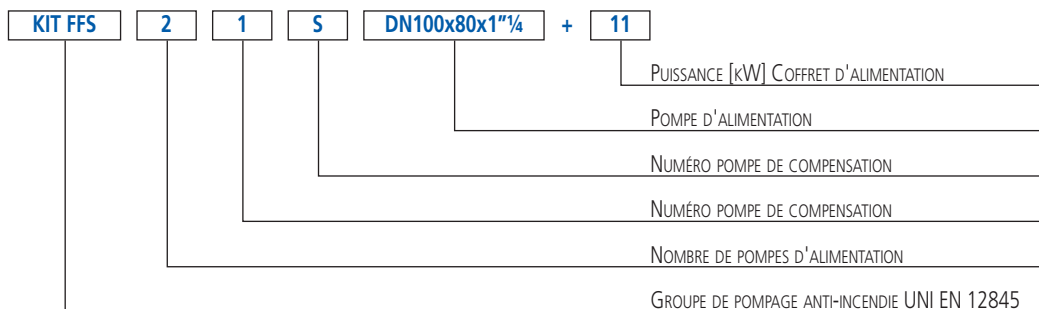 KIT FFS 2 1 S DN100x80x1"¼ + 11
PUISSANCE [KW] COFFRET D'ALIMENTATION
POMPE D'ALIMENTATION
NUMÉRO POMPE DE COMPENSATION
NUMÉRO POMPE DE COMPENSATION
NOMBRE DE POMPES D'ALIMENTATION
GROUPE DE POMPAGE ANTI-INCENDIE UNI EN 12845